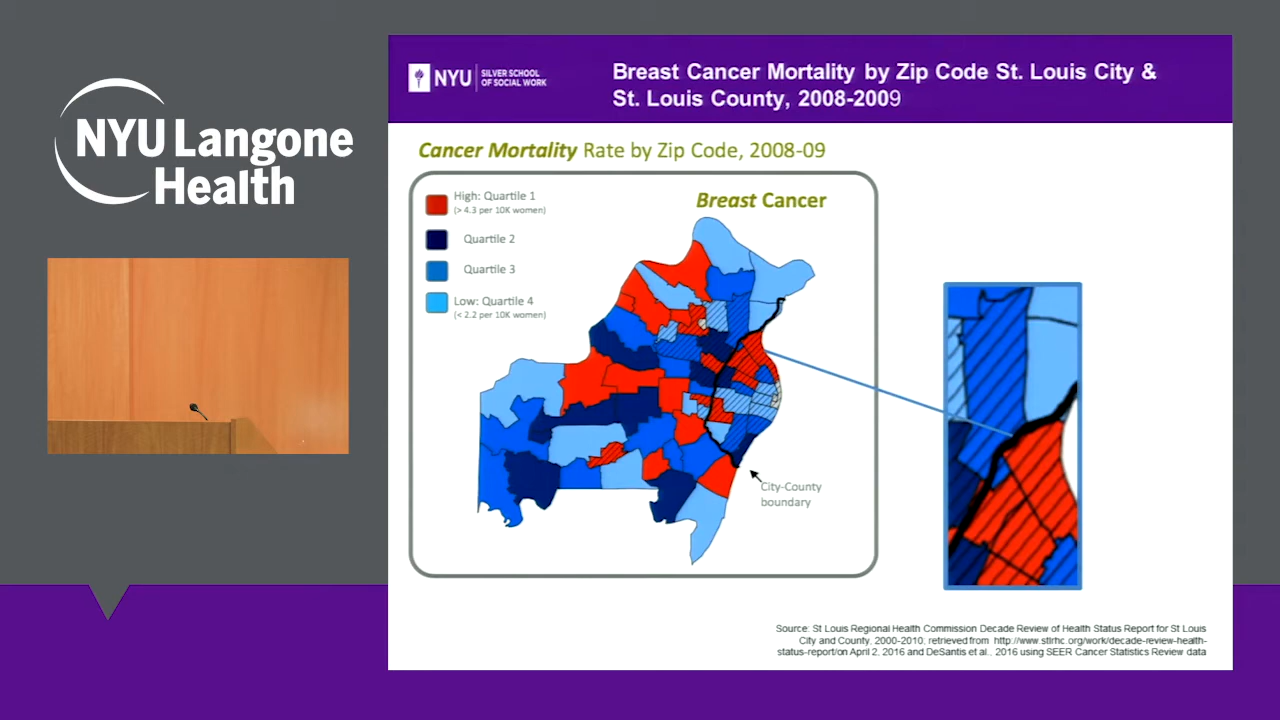 NYU Langone
Health
NYU
SILVER SCHOOL
OF SOCIAL WORK
Breast Cancer Mortality by Zip Code St. Louis City &
St. Louis County, 2008-2009
Cancer Mortality Rate by Zip Code, 2008-09
High: Quartile 1
(> 4.3 per 10K women)
Quartile 2
Quartile 3
Low: Quartile 4
(< 2.2 per 10K women)
Breast Cancer
City-County
boundary
Source: St Louis Regional Health Commission Decade Review of Health Status Report for St Louis
City and County, 2000-2010; retrieved from http://www.stlrhc.org/work/decade-review-health-
status-report/on April 2, 2016 and DeSantis et al., 2016 using SEER Cancer Statistics Review data